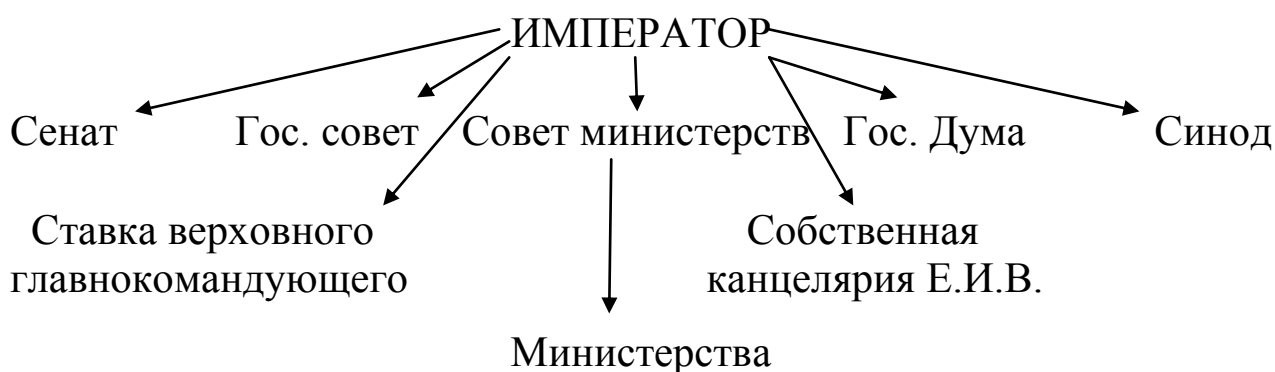 ИМПЕРАТОР
Сенат Гос. совет Совет министерств Гос. Дума Синод
Ставка верховного главнокомандующего
Собственная канцелярия Е.И.В.
Министерства